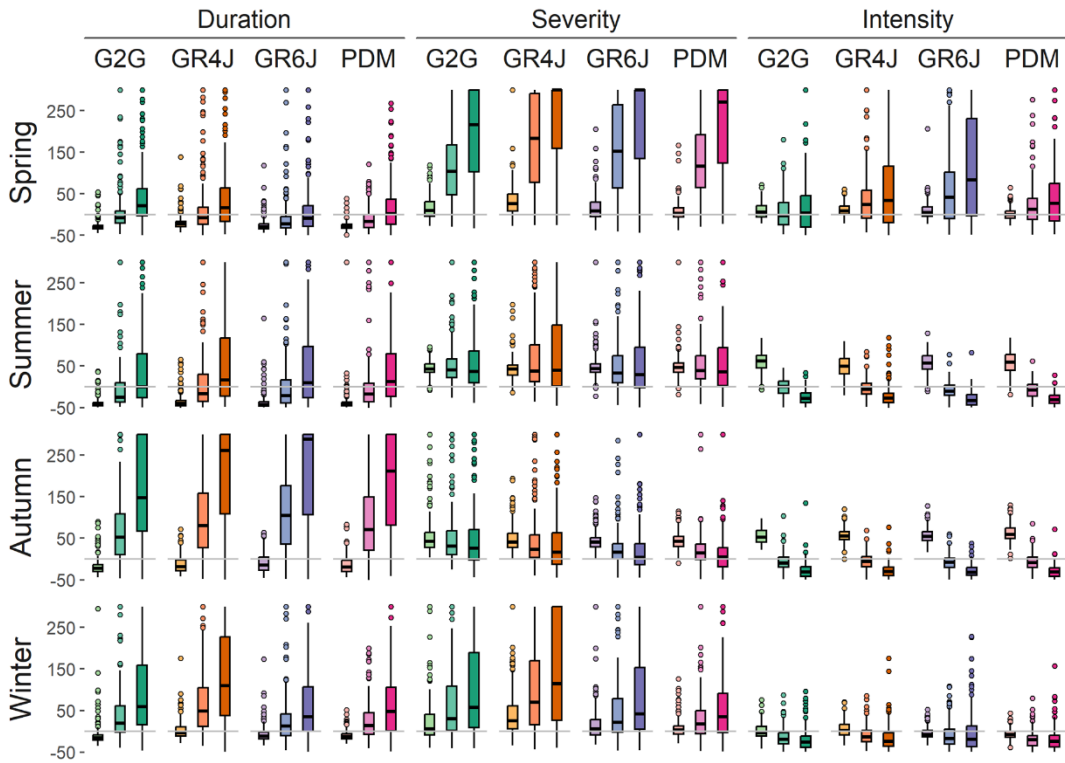 Duration Severity Intensity
G2G GR4J GR6J PDM G2G GR4J GR6J PDM G2G GR4J GR6J PDM
Spring
250
150
50
-50
Summer
250
150
50
-50
Autumn
250
150
50
-50
Winter
250
150
50
-50